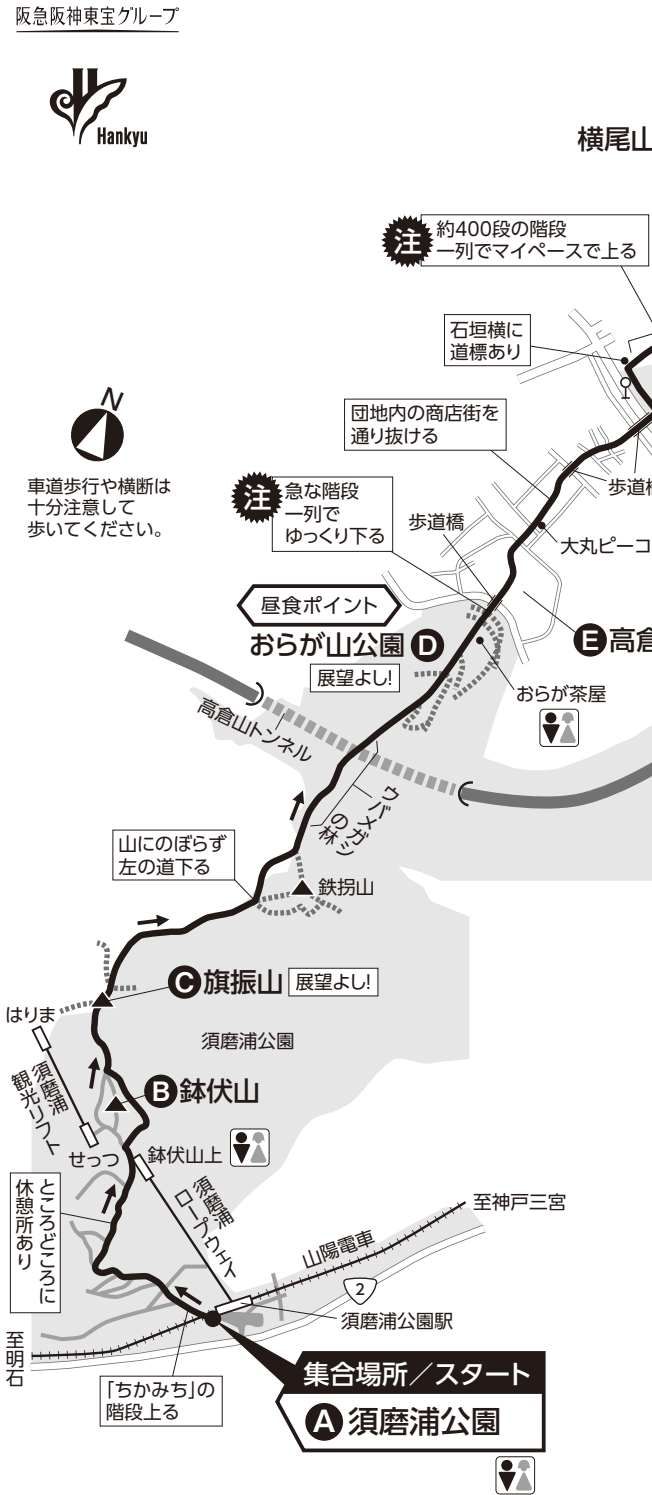 阪急阪神東宝グループ
Hankyu
横尾山
注
約400段の階段
一列でマイペースで上る
石垣横に
道標あり
N
団地内の商店街を
通り抜ける
車道歩行や横断は
十分注意して
歩いてください。
注
急な階段
一列で
ゆっくり下る
歩道橋
歩道橋
大丸ピーコ
昼食ポイント
おらが山公園 D
展望よし!
E 高倉
おらが茶屋
高倉山トンネル
ウバメガシ
の林
山にのぼらず
左の道下る
鉄拐山
C 旗振山
展望よし!
はりま
須磨浦公園
須磨浦
観光リフト
B 鉢伏山
せっつ
鉢伏山上
ところどころに
休憩所あり
須磨浦
ロープウェイ
至神戸三宮
山陽電車
2
須磨浦公園駅
至明石
「ちかみち」の
階段上る
集合場所／スタート
A 須磨浦公園